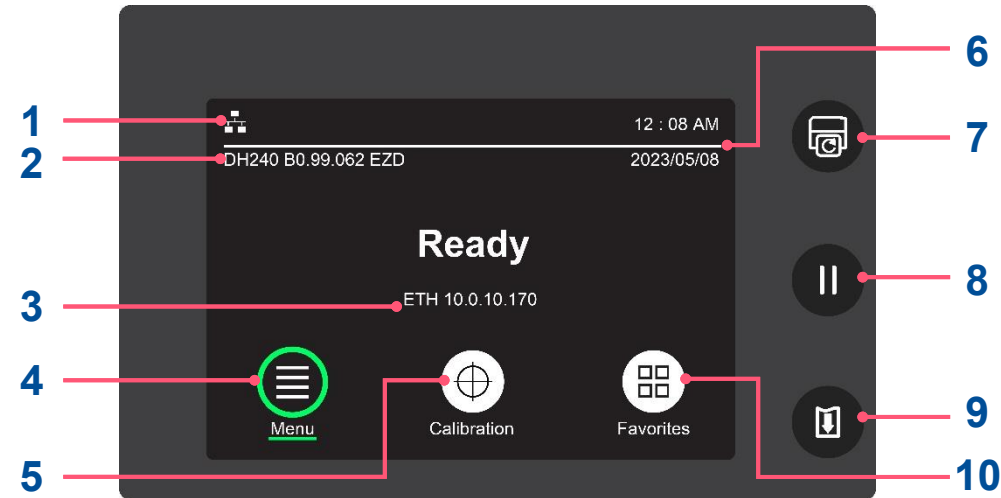 6
1
12 : 08 AM
7
2
DH240 B0.99.062 EZD
2023/05/08
Ready
8
3
ETH 10.0.10.170
4
9
Menu
Calibration
Favorites
5
10